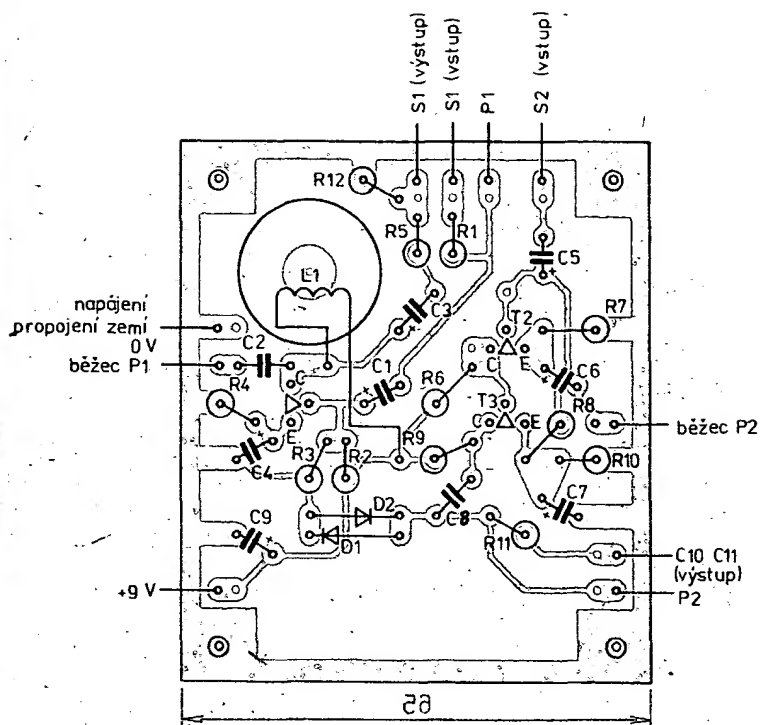 S1 (výstup)
S1 (vstup)
P1
S2 (vstup)
R12
R5
R1
C5
L1
C3
T2
R7
napájení
propojení zemí
0 V
běžec P1
C2
C
C1
C
E
C6
R4
R6
T3
R8
E
R9
C
E
běžec P2
C4
R3
R2
R10
C9
D2
C8
C7
D1
R11
C10 C11
(výstup)
+9 V
P2
65